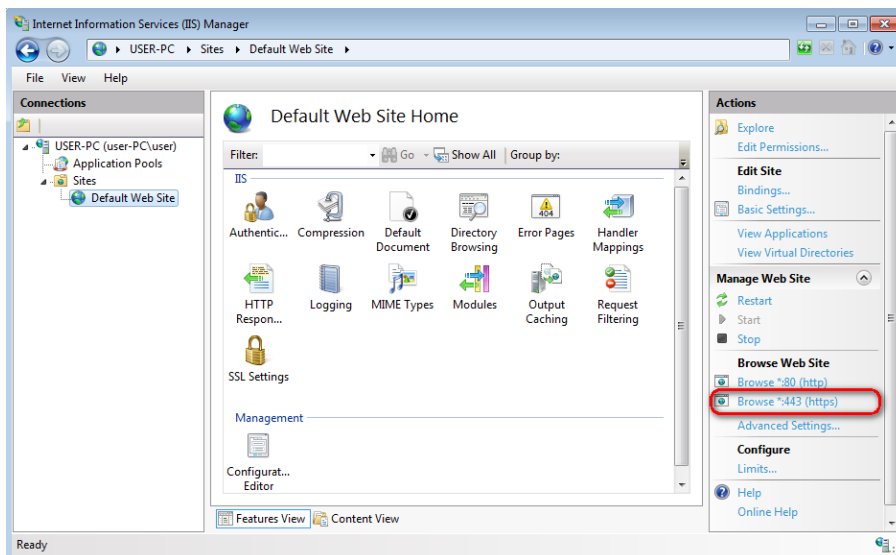 Internet Information Services (IIS) Manager
USER-PC Sites Default Web Site
File View Help
Connections
USER-PC (user-PC\user)
Application Pools
Sites
Default Web Site
Default Web Site Home
Filter: Go Show All Group by:
IIS
Authentic... Compression Default Document Directory Browsing Error Pages Handler Mappings
404
HTTP Respon... Logging MIME Types Modules Output Caching Request Filtering
SSL Settings
Management
Configurat... Editor
Features View Content View
Actions
Explore
Edit Permissions...
Edit Site
Bindings...
Basic Settings...
View Applications
View Virtual Directories
Manage Web Site
Restart
Start
Stop
Browse Web Site
Browse *:80 (http)
Browse *:443 (https)
Advanced Settings...
Configure
Limits...
Help
Online Help
Ready